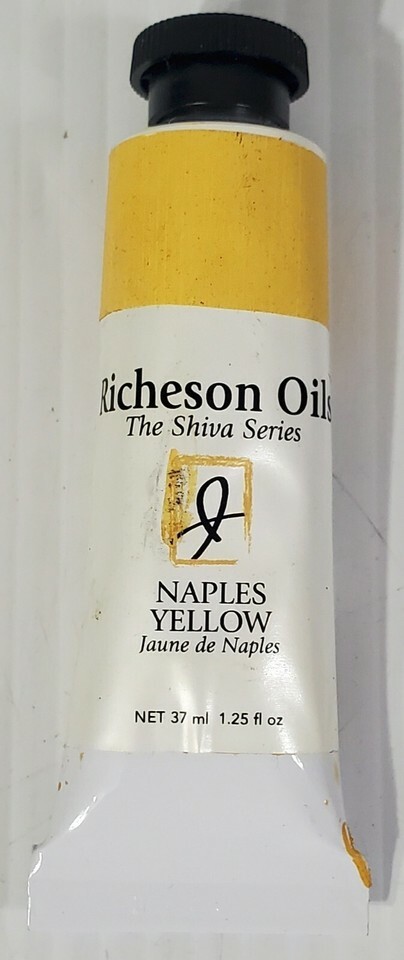 Richeson Oils
The Shiva Series
NAPLES
YELLOW
Jaune de Naples
NET 37 ml 1.25 fl oz